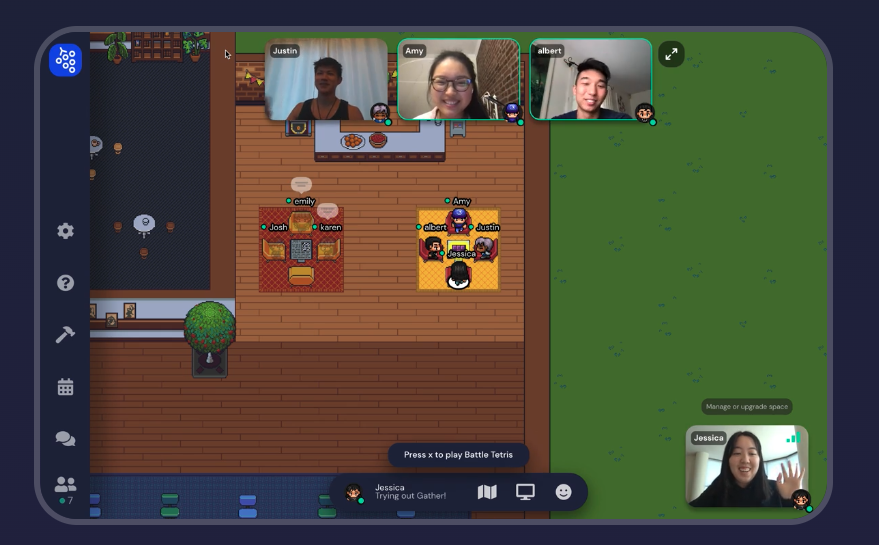 Justin
Amy
albert
emily
Josh
karen
Amy
albert
Justin
Jessica
Manage or upgrade space
Jessica
Press x to play Battle Tetris
Jessica
Trying out Gather!
7